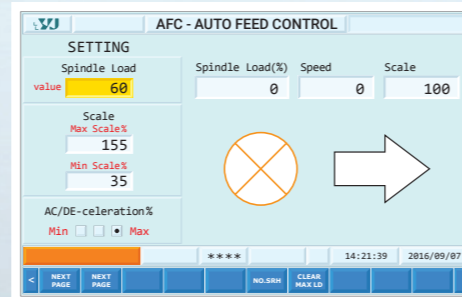 YJ AFC - AUTO FEED CONTROL
SETTING
Spindle Load
value 60
Scale
Max Scale%
155
Min Scale%
35
AC/DE-celeration%
Min Max
Spindle Load(%) Speed Scale
0 0 100
**** 14:21:39 2016/09/07
< NEXT PAGE NEXT PAGE NO.SRH CLEAR MAX LD